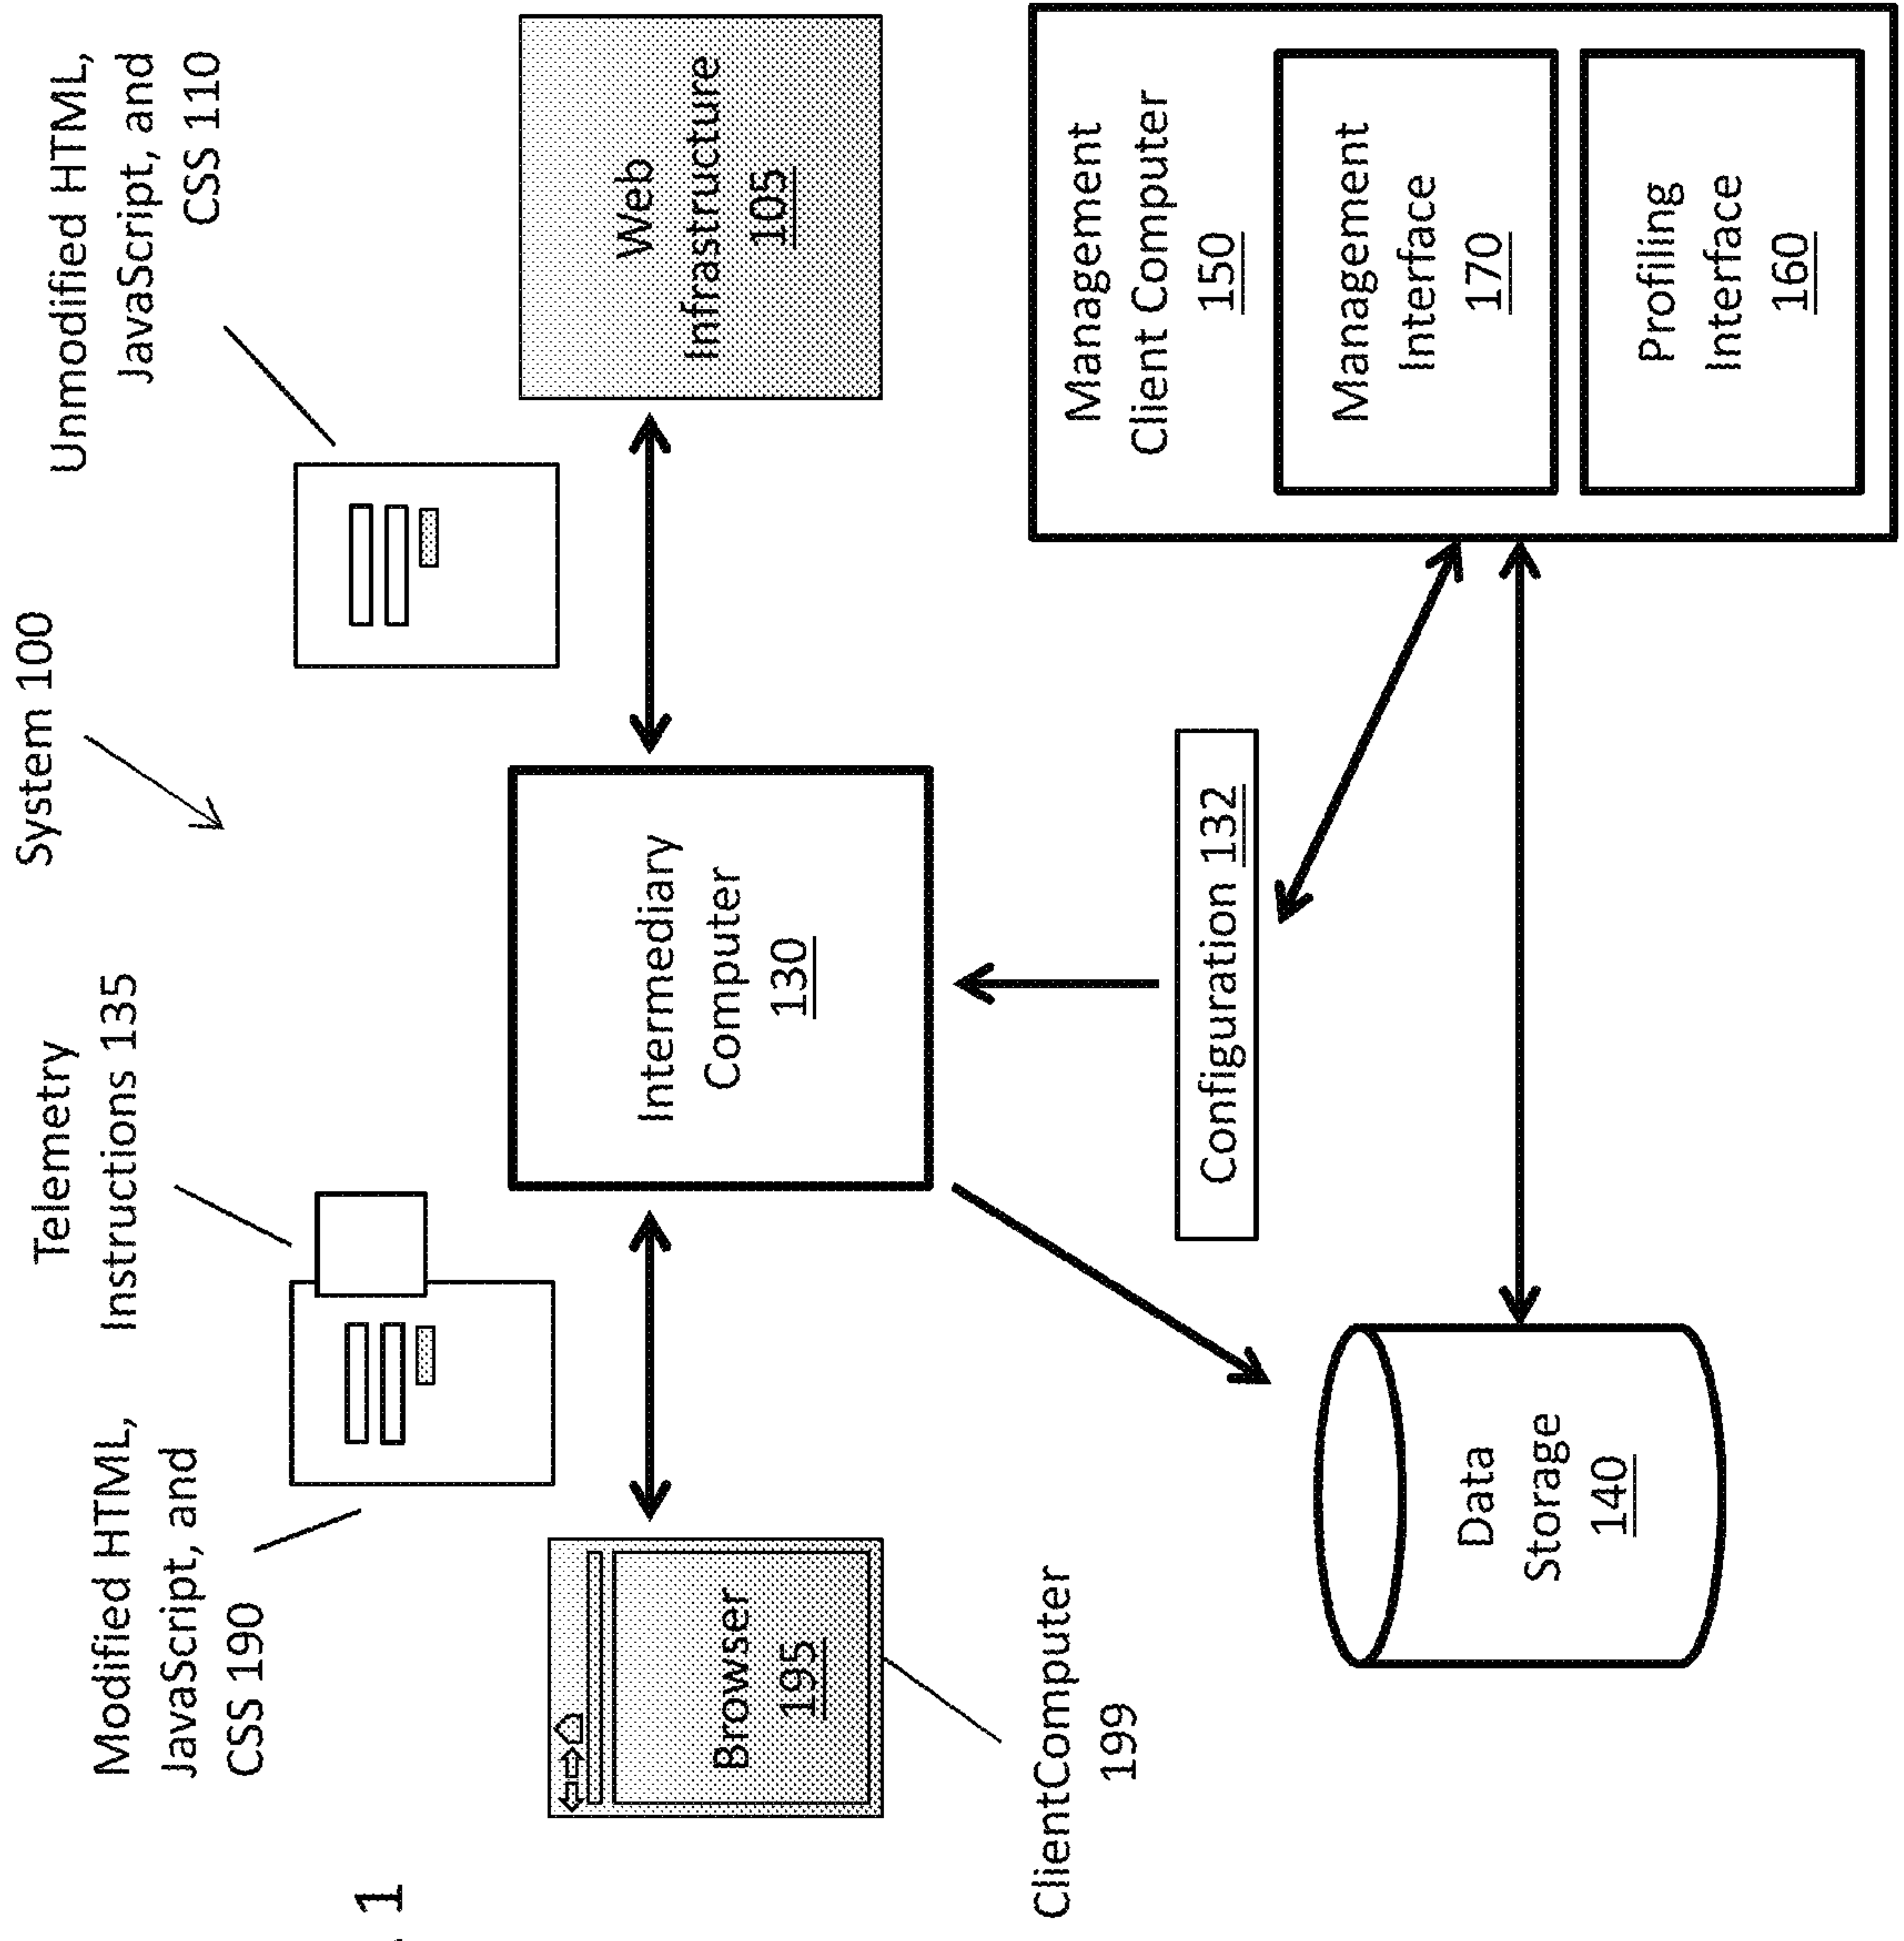 System 100
Modified HTML,
JavaScript, and
CSS 190
Telemetry
Instructions 135
Unmodified HTML,
JavaScript, and
CSS 110
1
Browser
195
Intermediary
Computer
130
Web
Infrastructure
105
ClientComputer
199
Configuration 132
Data
Storage
140
Management
Client Computer
150
Management
Interface
170
Profiling
Interface
160